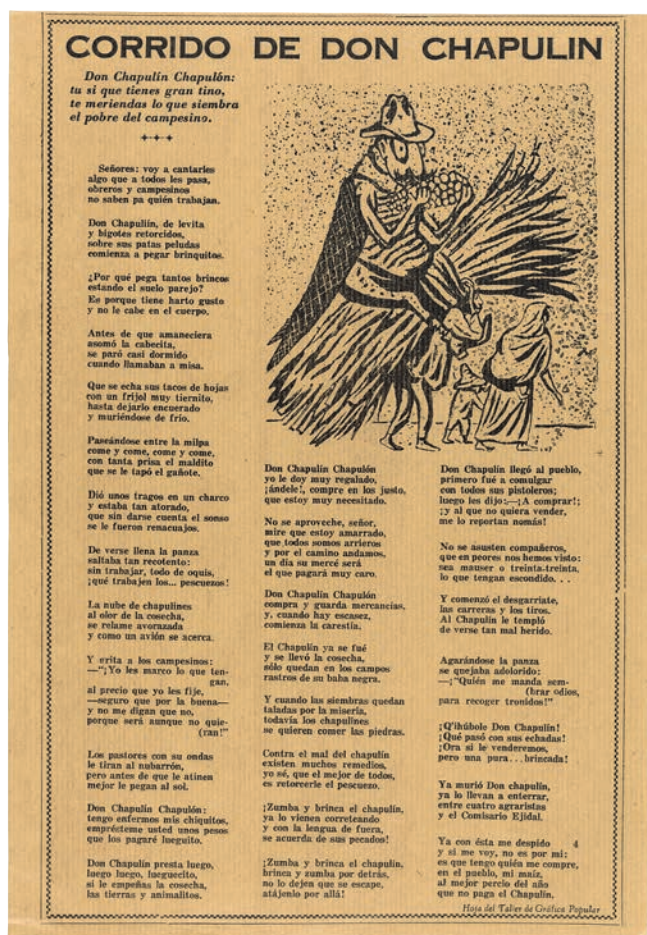 CORRIDO DE DON CHAPULIN
Don Chapulín Chapulón:
tu si que tienes gran tino,
te meriendas lo que siembra
el pobre del campesino.
Señores: voy a cantarles
algo que a todos les pasa,
obreros y campesinos
no saben pa quién trabajan.
Don Chapuliín, de levita
y bigotes retorcidos,
sobre sus patas peludas
comienza a pegar brinquitos.
¿Por qué pega tantos brincos
estando el suelo parejo?
Es porque tiene harto gusto
y no le cabe en el cuerpo.
Antes de que amaneciera
asomó la cabecita,
se paró casi dormido
cuando llamaban a misa.
Que se echa sus tacos de hojas
con un frijol muy tiernito,
hasta dejarlo encuerado
y muriéndose de frío.
Paseándose entre la milpa
come y come, come y come,
con tanta prisa el maldito
que se le tapó el gañote.
Dió unos tragos en un charco
y estaba tan atorado,
que sin darse cuenta el sonso
se le fueron renacuajos.
De verse llena la panza
saltaba tan recotento:
sin trabajar, todo de oquis,
¡qué trabajen los... pescuezos!
La nube de chapulines
al olor de la cosecha,
se relame avorazada
y como un avión se acerca.
Y erita a los campesinos:
—"¡Yo les marco lo que ten-
gan,
al precio que yo les fije,
—seguro que por la buena—
y no me digan que no,
porque será aunque no quie-
(ran!"
Los pastores con su ondas
le tiran al nubarrón,
pero antes de que le atinen
mejor le pegan al sol.
Don Chapulín Chapulón:
tengo enfermos mis chiquitos,
emprécteme usted unos pesos
que los pagaré lueguito.
Don Chapulín presta luego,
luego luego, lueguecito,
si le empeñas la cosecha,
las tierras y animalitos.
Don Chapulín Chapulón
yo le doy muy regalado,
¡ándele!, compre en los justo,
que estoy muy necesitado.
No se aproveche, señor,
mire que estoy amarrado,
que todos somos arrieros
y por el camino andamos,
un día su mercé será
el que pagará muy caro.
Don Chapulín Chapulón
compra y guarda mercancías,
y, cuando hay escasez,
comienza la carestía.
El Chapulín ya se fué
y se llevó la cosecha,
sólo quedan en los campos
rastros de su baba negra.
Y cuando las siembras quedan
taladas por la miseria,
todavía los chapulines
se quieren comer las piedras.
Contra el mal del chapulín
existen muchos remedios,
yo sé, que el mejor de todos,
es retorcerle el pescuezo.
¡Zumba y brinca el chapulín,
ya lo vienen correteando
y con la lengua de fuera,
se acuerda de sus pecados!
¡Zumba y brinca el chapulín,
brinca y zumba por detrás,
no lo dejen que se escape,
atájenlo por allá!
Don Chapulín llegó al pueblo,
primero fué a comulgar
con todos sus pistoleros;
luego les dijo:—¡A comprar!;
¡y al que no quiera vender,
me lo reportan nomás!
No se asusten compañeros,
que en peores nos hemos visto:
sea mauser o treinta-treinta,
lo que tengan escondido. . .
Y comenzó el desgarriate,
las carreras y los tiros.
Al Chapulín le templó
de verse tan mal herido.
Agarándose la panza
se quejaba adolorido:
—¡"Quién me manda sem-
(brar odios,
para recoger tronidos!"
¡Q'ihúbole Don Chapulín!
¡Qué pasó con sus echadas!
¡Ora si le venderemos,
pero una pura... brincada!
Ya murió Don chapulín,
ya lo llevan a enterrar,
entre cuatro agraristas
y el Comisario Ejidal.
Ya con ésta me despido 4
y si me voy, no es por mi:
es que tengo quién me compre,
en el pueblo, mi maíz,
al mejor percio del año
que no paga el Chapulín.
Hoja del Taller de Gráfica Popular